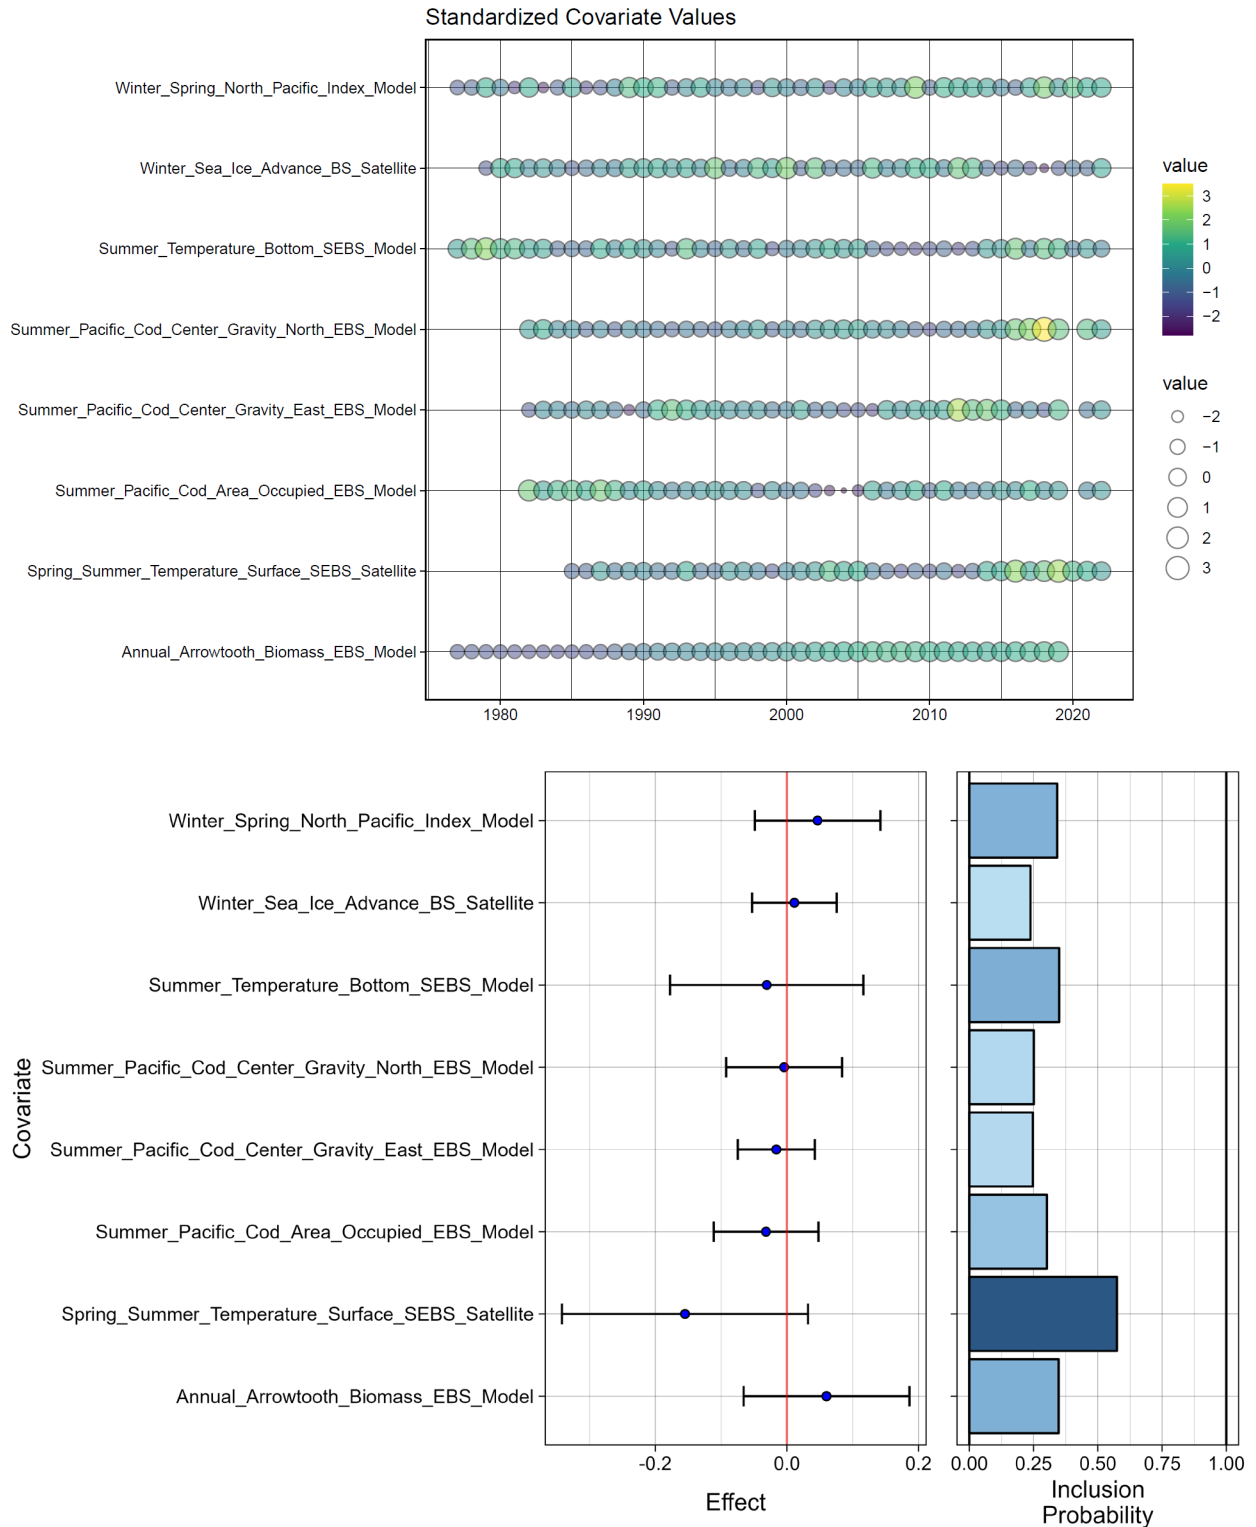 Standardized Covariate Values
Winter_Spring_North_Pacific_Index_Model
Winter_Sea_Ice_Advance_BS_Satellite
Summer_Temperature_Bottom_SEBS_Model
Summer_Pacific_Cod_Center_Gravity_North_EBS_Model
Summer_Pacific_Cod_Center_Gravity_East_EBS_Model
Summer_Pacific_Cod_Area_Occupied_EBS_Model
Spring_Summer_Temperature_Surface_SEBS_Satellite
Annual_Arrowtooth_Biomass_EBS_Model
1980 1990 2000 2010 2020
value
3
2
1
0
−1
−2
value
−2
−1
0
1
2
3
Covariate
Winter_Spring_North_Pacific_Index_Model
Winter_Sea_Ice_Advance_BS_Satellite
Summer_Temperature_Bottom_SEBS_Model
Summer_Pacific_Cod_Center_Gravity_North_EBS_Model
Summer_Pacific_Cod_Center_Gravity_East_EBS_Model
Summer_Pacific_Cod_Area_Occupied_EBS_Model
Spring_Summer_Temperature_Surface_SEBS_Satellite
Annual_Arrowtooth_Biomass_EBS_Model
-0.2 0.0 0.2
Effect
0.00 0.25 0.50 0.75 1.00
Inclusion
Probability